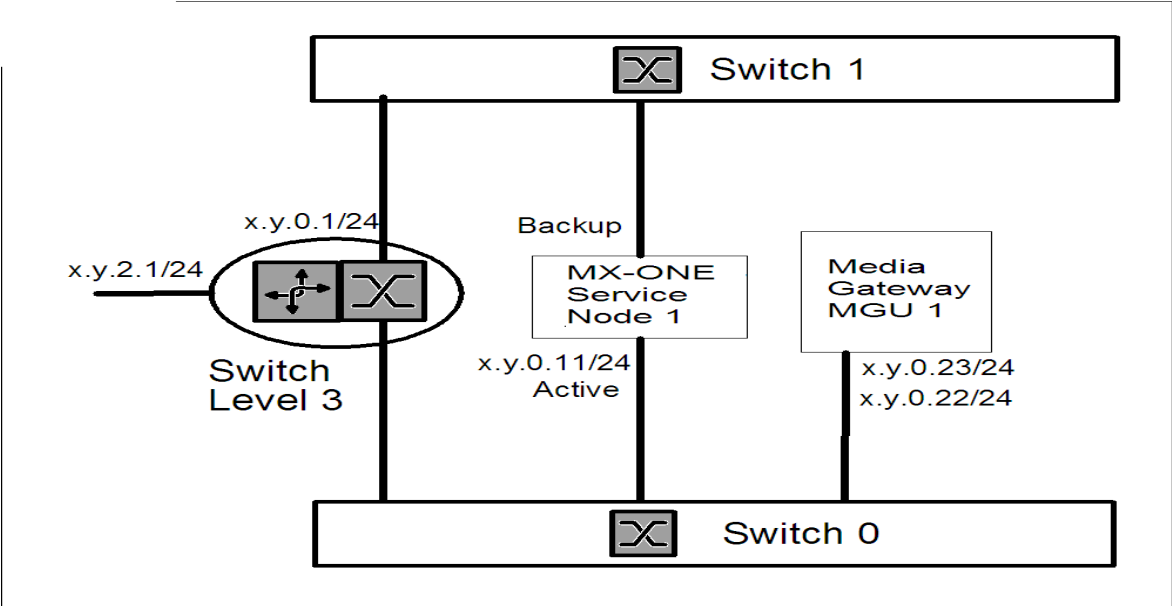 Switch 1
x.y.0.1/24
Backup
x.y.2.1/24
MX-ONE
Service
Node 1
Media
Gateway
MGU 1
Switch
Level 3
x.y.0.11/24
Active
x.y.0.23/24
x.y.0.22/24
Switch 0